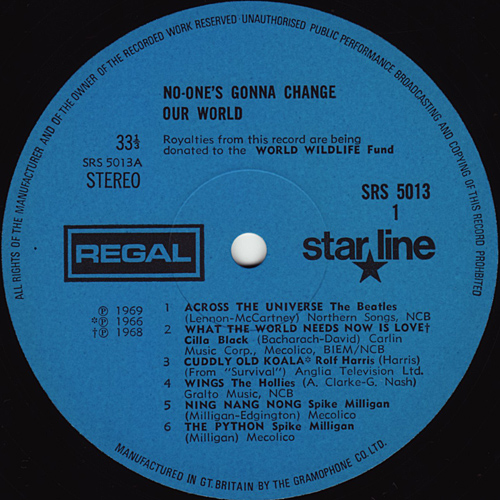 ALL RIGHTS OF THE MANUFACTURER AND OF THE OWNER OF THE RECORDED WORK RESERVED · UNAUTHORISED PUBLIC PERFORMANCE BROADCASTING AND COPYING OF THIS RECORD PROHIBITED
NO-ONE'S GONNA CHANGE
OUR WORLD
33⅓
SRS 5013A
STEREO
Royalties from this record are being
donated to the WORLD WILDLIFE Fund
SRS 5013
1
REGAL
star line
℗ 1969
✡℗ 1966
†℗ 1968
1 ACROSS THE UNIVERSE The Beatles
(Lennon-McCartney) Northern Songs, NCB
2 WHAT THE WORLD NEEDS NOW IS LOVE†
Cilla Black (Bacharach-David) Carlin
Music Corp., Mecolico, BIEM/NCB
3 CUDDLY OLD KOALA✡ Rolf Harris (Harris)
(From "Survival") Anglia Television Ltd.
4 WINGS The Hollies (A. Clarke-G. Nash)
Gralto Music, NCB
5 NING NANG NONG Spike Milligan
(Milligan-Edgington) Mecolico
6 THE PYTHON Spike Milligan
(Milligan) Mecolico
MANUFACTURED IN GT. BRITAIN BY THE GRAMOPHONE CO. LTD.